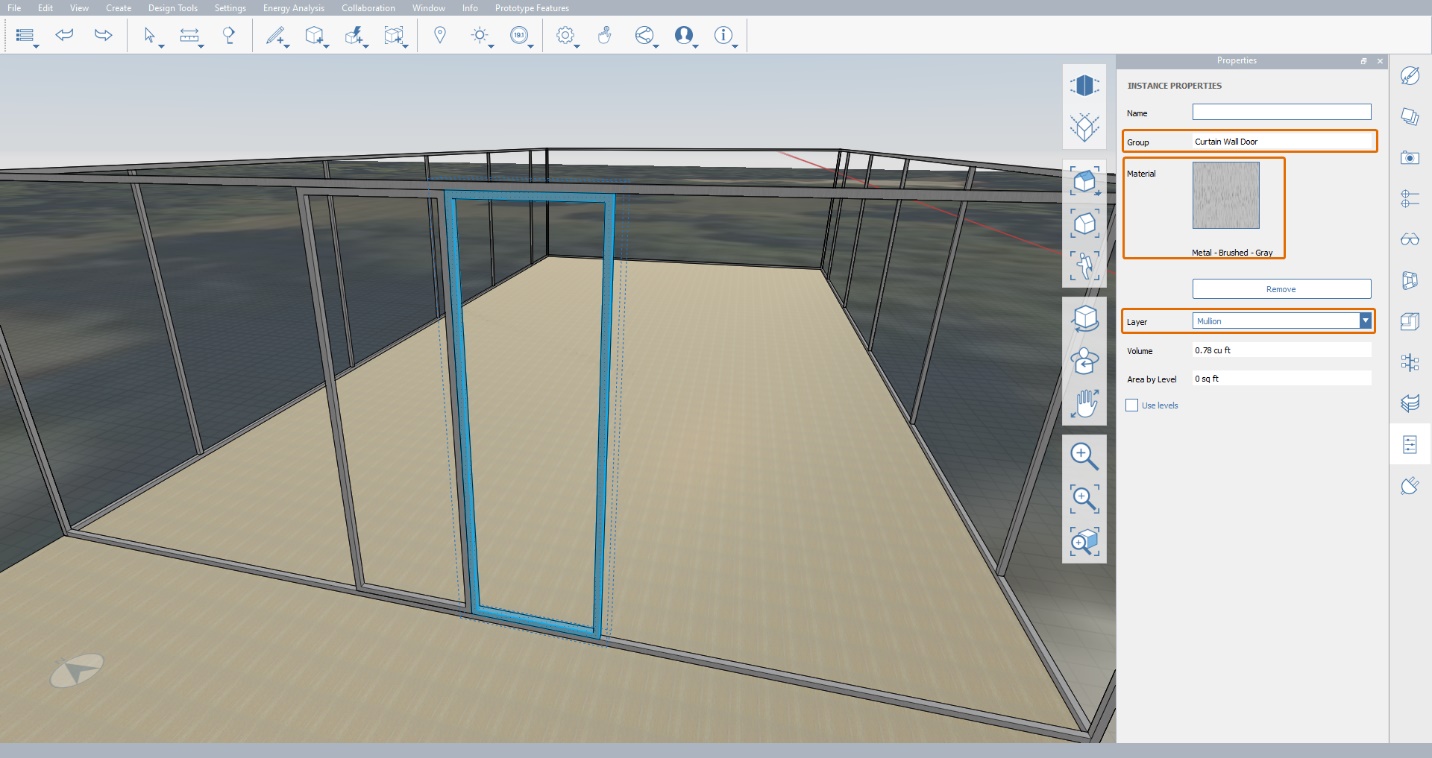 File Edit View Create Design Tools Settings Energy Analysis Collaboration Window Info Prototype Features
193
Properties
INSTANCE PROPERTIES
Name
Group Curtain Wall Door
Material
Metal - Brushed - Gray
Remove
Layer Mullion
Volume 0.78 cu ft
Area by Level 0 sq ft
Use levels